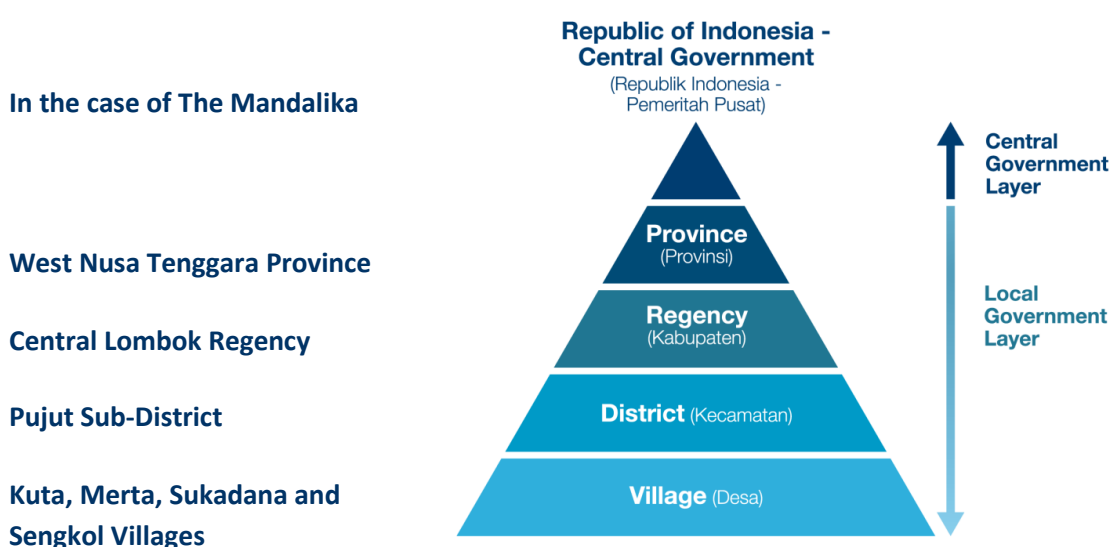 Republic of Indonesia -
Central Government
(Republik Indonesia -
Pemeritah Pusat)
In the case of The Mandalika
Central
Government
Layer
West Nusa Tenggara Province
Province
(Provinsi)
Local
Government
Layer
Central Lombok Regency
Regency
(Kabupaten)
Pujut Sub-District
District (Kecamatan)
Kuta, Merta, Sukadana and
Sengkol Villages
Village (Desa)